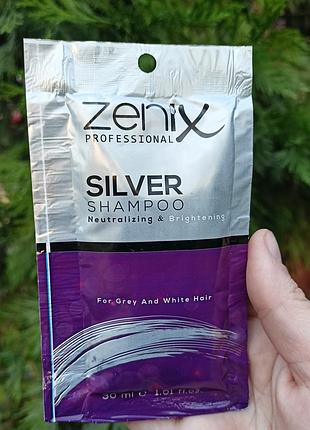 zenix
PROFESSIONAL
SILVER
SHAMPOO
Neutralizing & Brightening
For Grey And White Hair
30 ml e 1.01 fl.oz